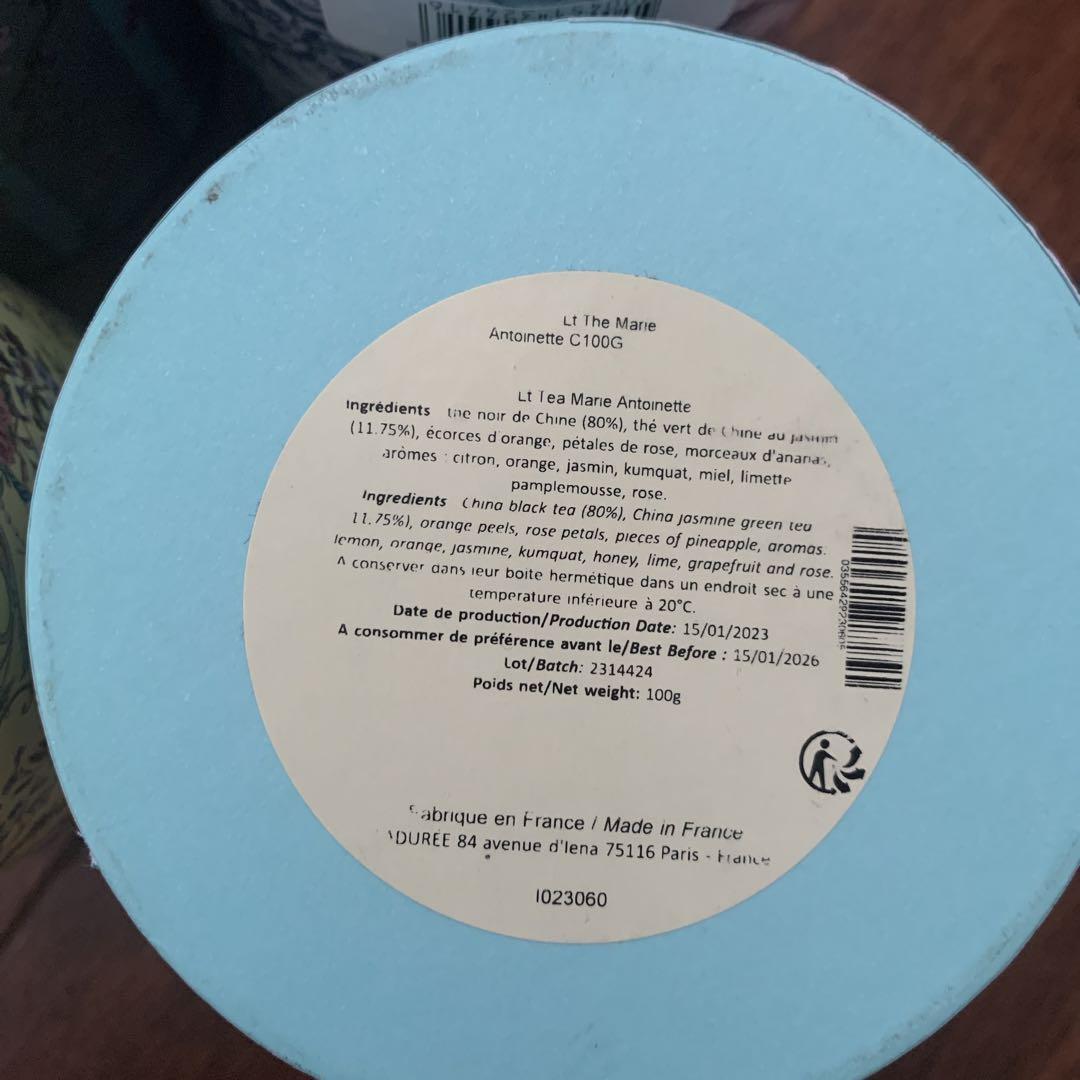 Lt The Marie
Antoinette C100G
Lt Tea Marie Antoinette
Ingrédients the noir de Chine (80%), thé vert de Chine au jasmin
(11.75%), écorces d'orange, pétales de rose, morceaux d'ananas,
arômes : citron, orange, jasmin, kumquat, miel, limette
pamplemousse, rose.
Ingredients China black tea (80%), China jasmine green tea
11.75%), orange peels, rose petals, pieces of pineapple, aromas.
lemon, orange, jasmine, kumquat, honey, lime, grapefruit and rose.
A conserver dans leur boite hermétique dans un endroit sec à une
temperature inférieure à 20°C.
Date de production/Production Date: 15/01/2023
A consommer de préférence avant le/Best Before : 15/01/2026
Lot/Batch: 2314424
Poids net/Net weight: 100g
Fabrique en France / Made in France
ADURÉE 84 avenue d'Iena 75116 Paris - France
I023060